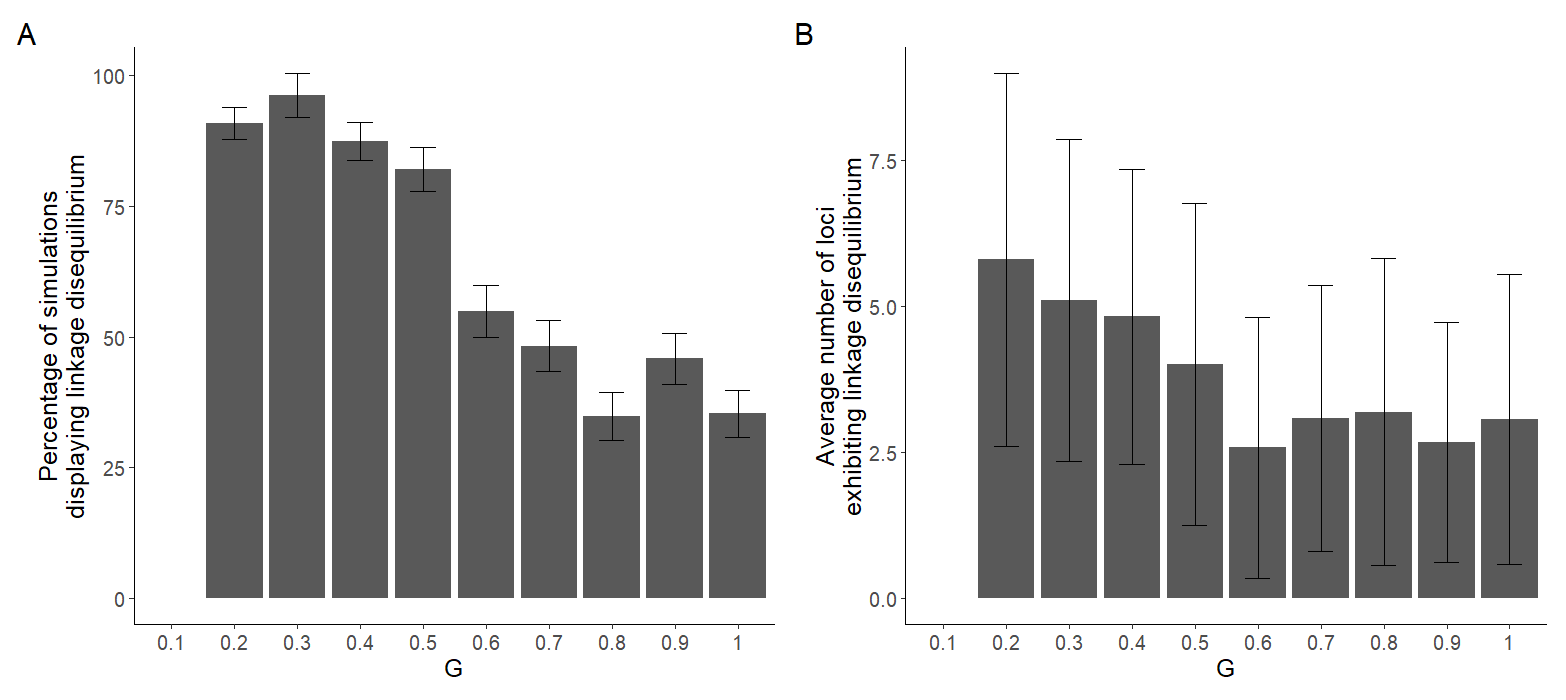 A
Percentage of simulations
displaying linkage disequilibrium
100
75
50
25
0
0.1 0.2 0.3 0.4 0.5 0.6 0.7 0.8 0.9 1
G
B
Average number of loci
exhibiting linkage disequilibrium
7.5
5.0
2.5
0.0
0.1 0.2 0.3 0.4 0.5 0.6 0.7 0.8 0.9 1
G